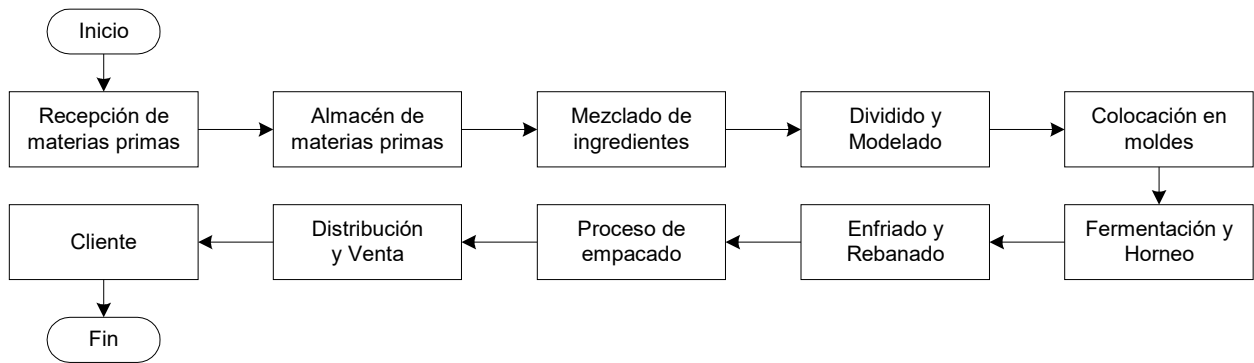 Inicio
Recepción de
materias primas
Almacén de
materias primas
Mezclado de
ingredientes
Dividido y
Modelado
Colocación en
moldes
Fermentación y
Horneo
Enfriado y
Rebanado
Proceso de
empacado
Distribución
y Venta
Cliente
Fin